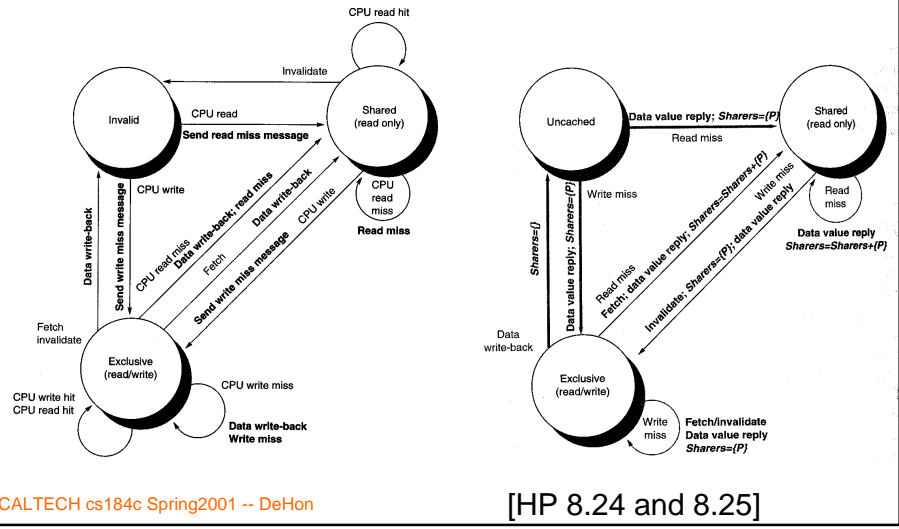 CPU read hit
Invalidate
Invalid
CPU read
Send read miss message
Shared
(read only)
CPU write
Send write miss message
Data write-back
CPU read miss
Data write-back; read miss
Fetch
Data write-back
CPU write
Send write miss message
CPU
read
miss
Read miss
Fetch
invalidate
Exclusive
(read/write)
CPU write hit
CPU read hit
CPU write miss
Data write-back
Write miss
Uncached
Data value reply; Sharers={P}
Read miss
Shared
(read only)
Write miss
Data value reply; Sharers={P}
Sharers={}
Read miss
Fetch; data value reply; Sharers=Sharers+{P}
Write miss
Invalidate; Sharers={P}; data value reply
Read
miss
Data value reply
Sharers=Sharers+{P}
Data
write-back
Exclusive
(read/write)
Write
miss
Fetch/invalidate
Data value reply
Sharers={P}
CALTECH cs184c Spring2001 -- DeHon
[HP 8.24 and 8.25]